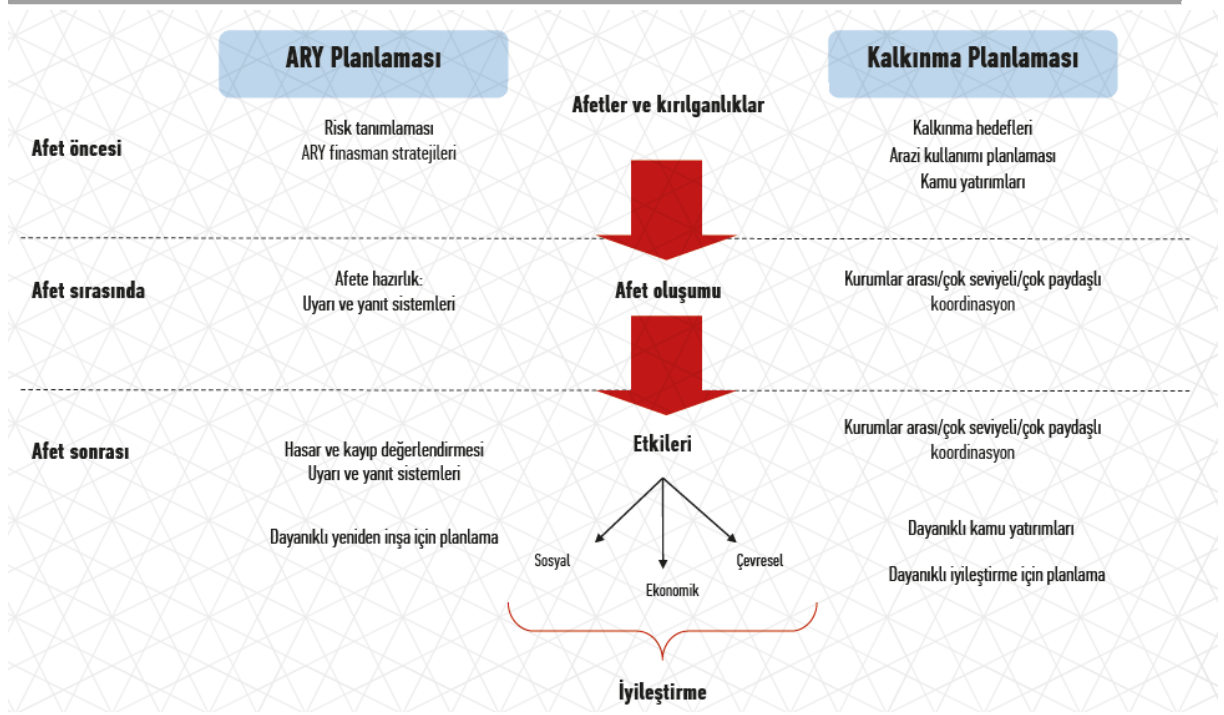 ARY Planlaması
Kalkınma Planlaması
Afetler ve kırılganlıklar
Afet öncesi
Risk tanımlaması
ARY finasman stratejileri
Kalkınma hedefleri
Arazi kullanımı planlaması
Kamu yatırımları
Afet sırasında
Afete hazırlık:
Uyarı ve yanıt sistemleri
Afet oluşumu
Kurumlar arası/çok seviyeli/çok paydaşlı
koordinasyon
Afet sonrası
Hasar ve kayıp değerlendirmesi
Uyarı ve yanıt sistemleri
Dayanıklı yeniden inşa için planlama
Etkileri
Sosyal
Ekonomik
Çevresel
Kurumlar arası/çok seviyeli/çok paydaşlı
koordinasyon
Dayanıklı kamu yatırımları
Dayanıklı iyileştirme için planlama
İyileştirme